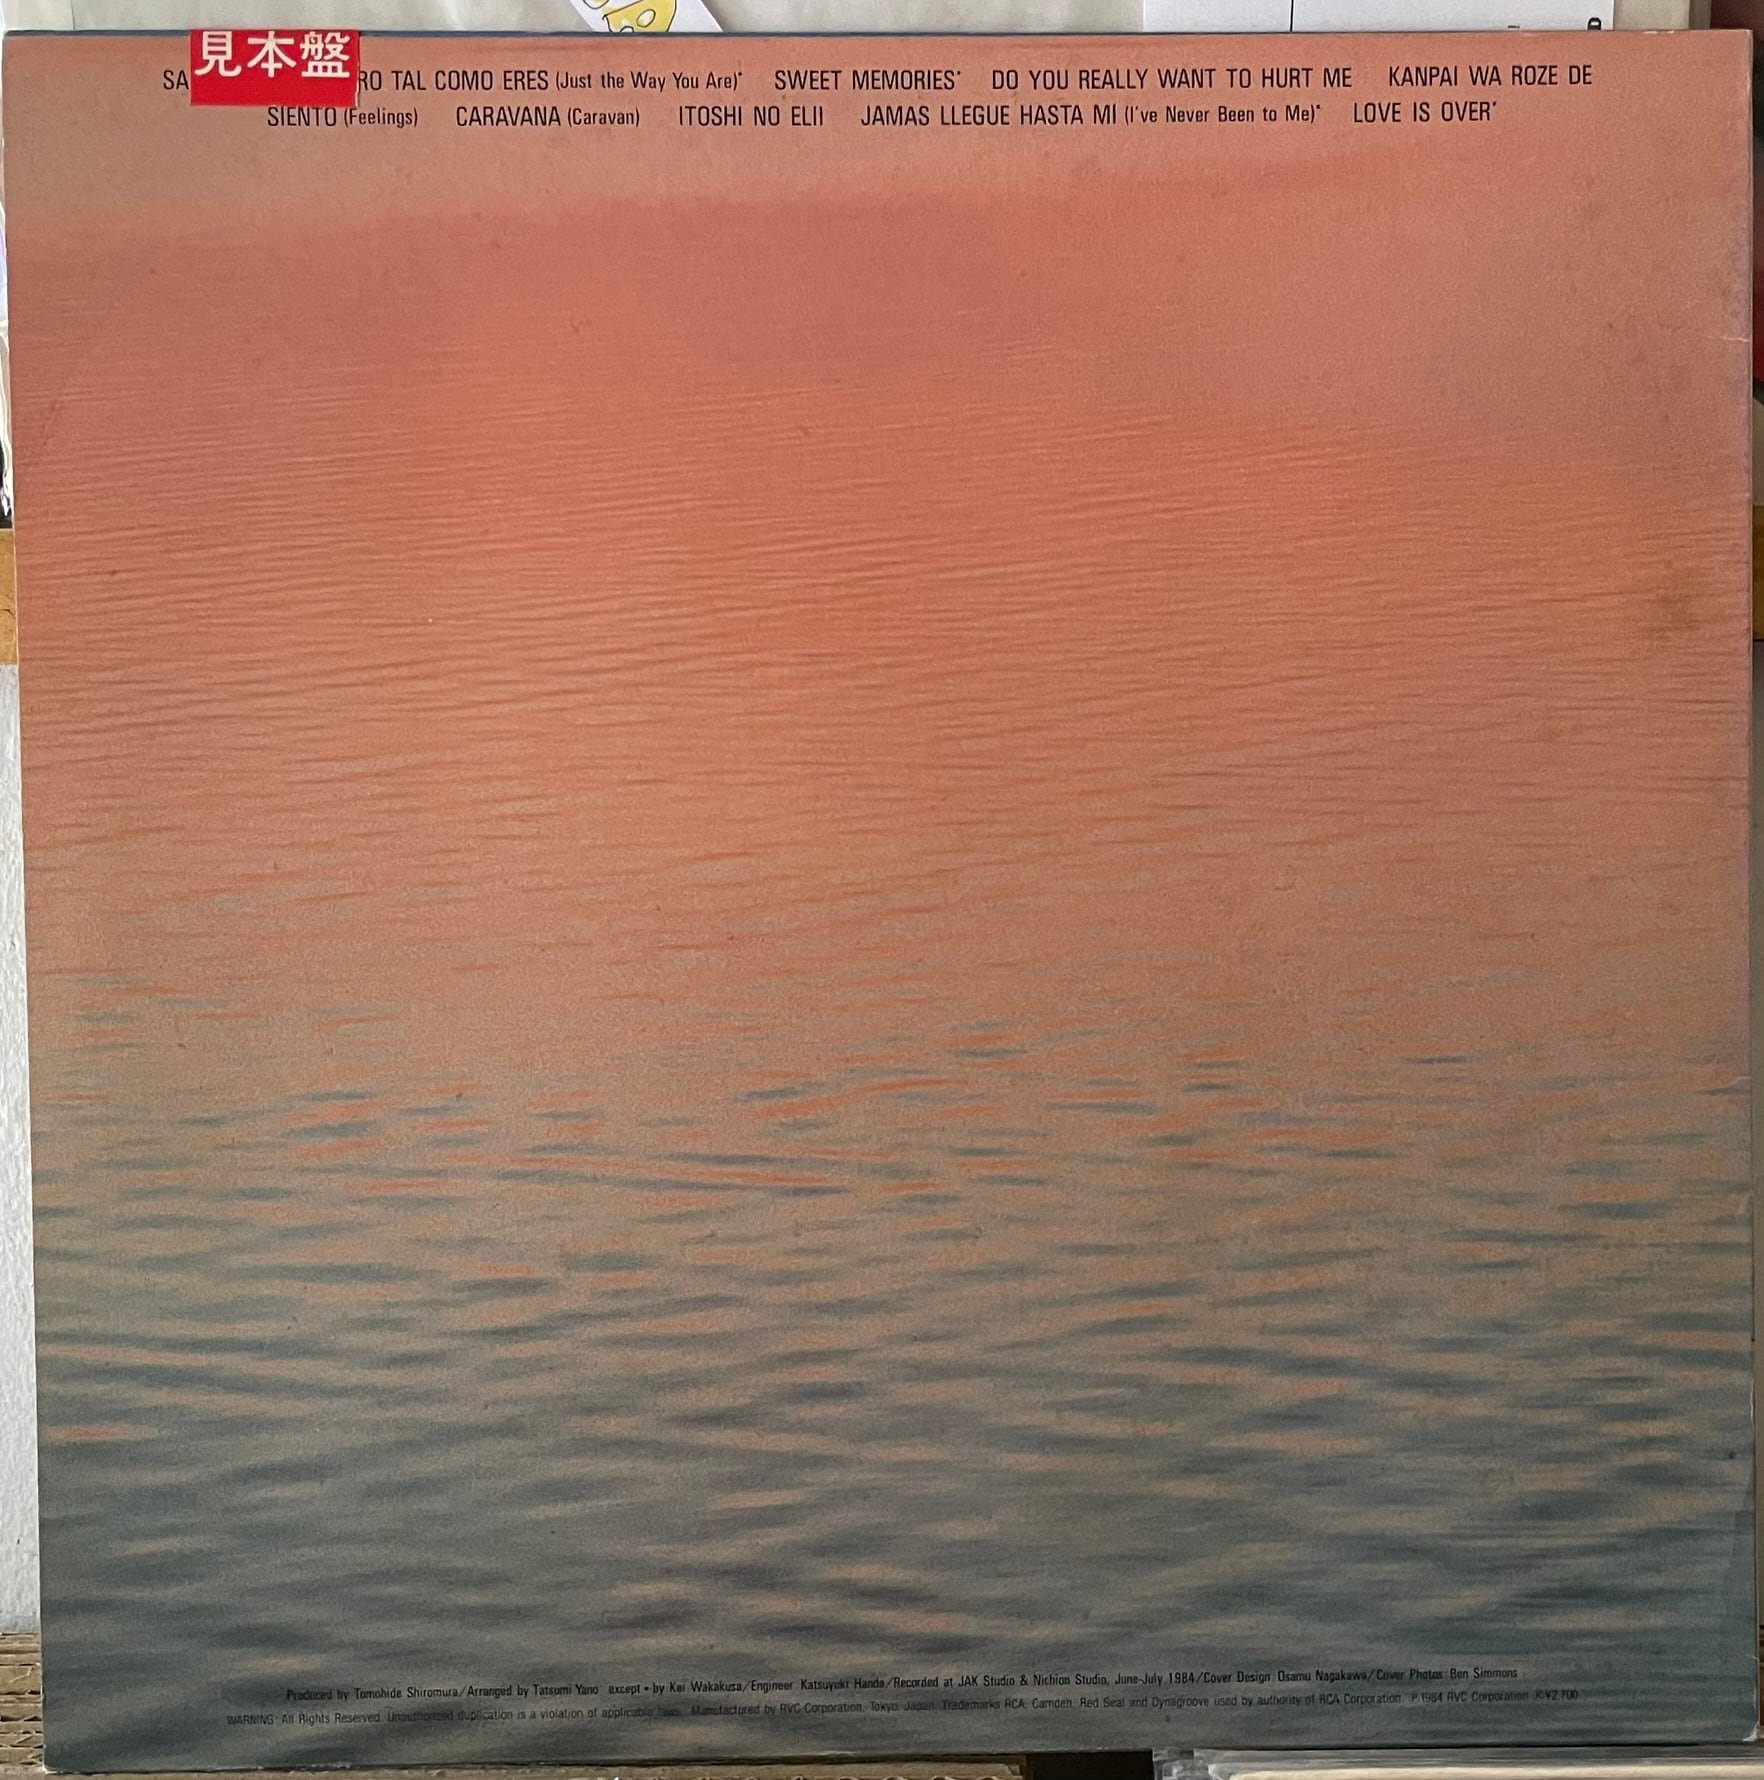 見本盤
SA RO TAL COMO ERES (Just the Way You Are)* SWEET MEMORIES* DO YOU REALLY WANT TO HURT ME KANPAI WA ROZE DE
SIENTO (Feelings) CARAVANA (Caravan) ITOSHI NO ELII JAMAS LLEGUE HASTA MI (I've Never Been to Me)* LOVE IS OVER*
Produced by Tomohide Shiromura/Arranged by Tatsumi Yano except • by Kei Wakakusa/Engineer Katsuyuki Handa/Recorded at JAK Studio & Nichion Studio, June-July 1984/Cover Design: Osamu Nagakawa/Cover Photos: Ben Simmons
WARNING: All Rights Reserved. Unauthorized duplication is a violation of applicable laws. Manufactured by RVC Corporation, Tokyo, Japan. Trademarks RCA, Camden, Red Seal and Dynagroove used by authority of RCA Corporation. P 1984 RVC Corporation K ¥2,700